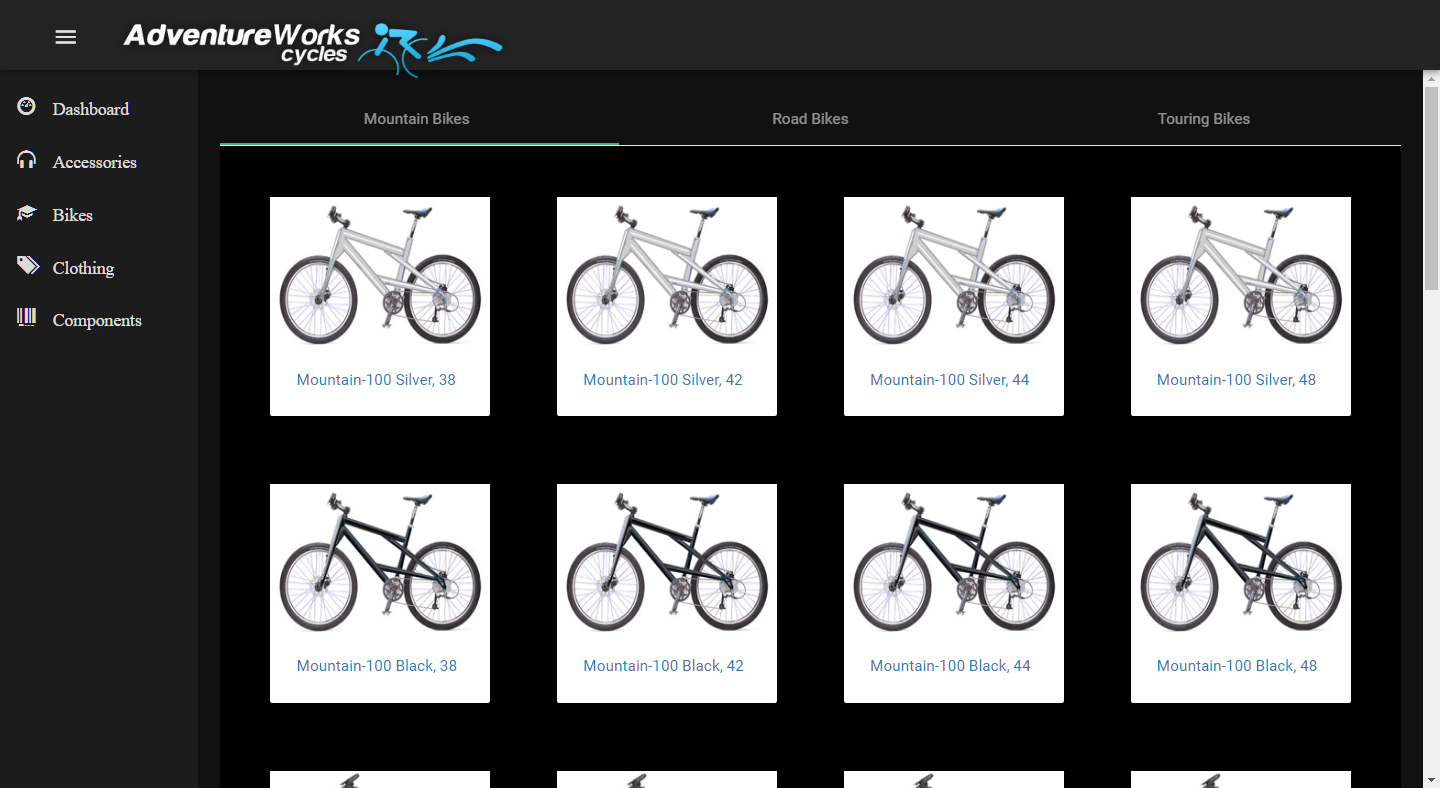 AdventureWorks
cycles
Dashboard
Accessories
Bikes
Clothing
Components
Mountain Bikes
Road Bikes
Touring Bikes
Mountain-100 Silver, 38
Mountain-100 Silver, 42
Mountain-100 Silver, 44
Mountain-100 Silver, 48
Mountain-100 Black, 38
Mountain-100 Black, 42
Mountain-100 Black, 44
Mountain-100 Black, 48